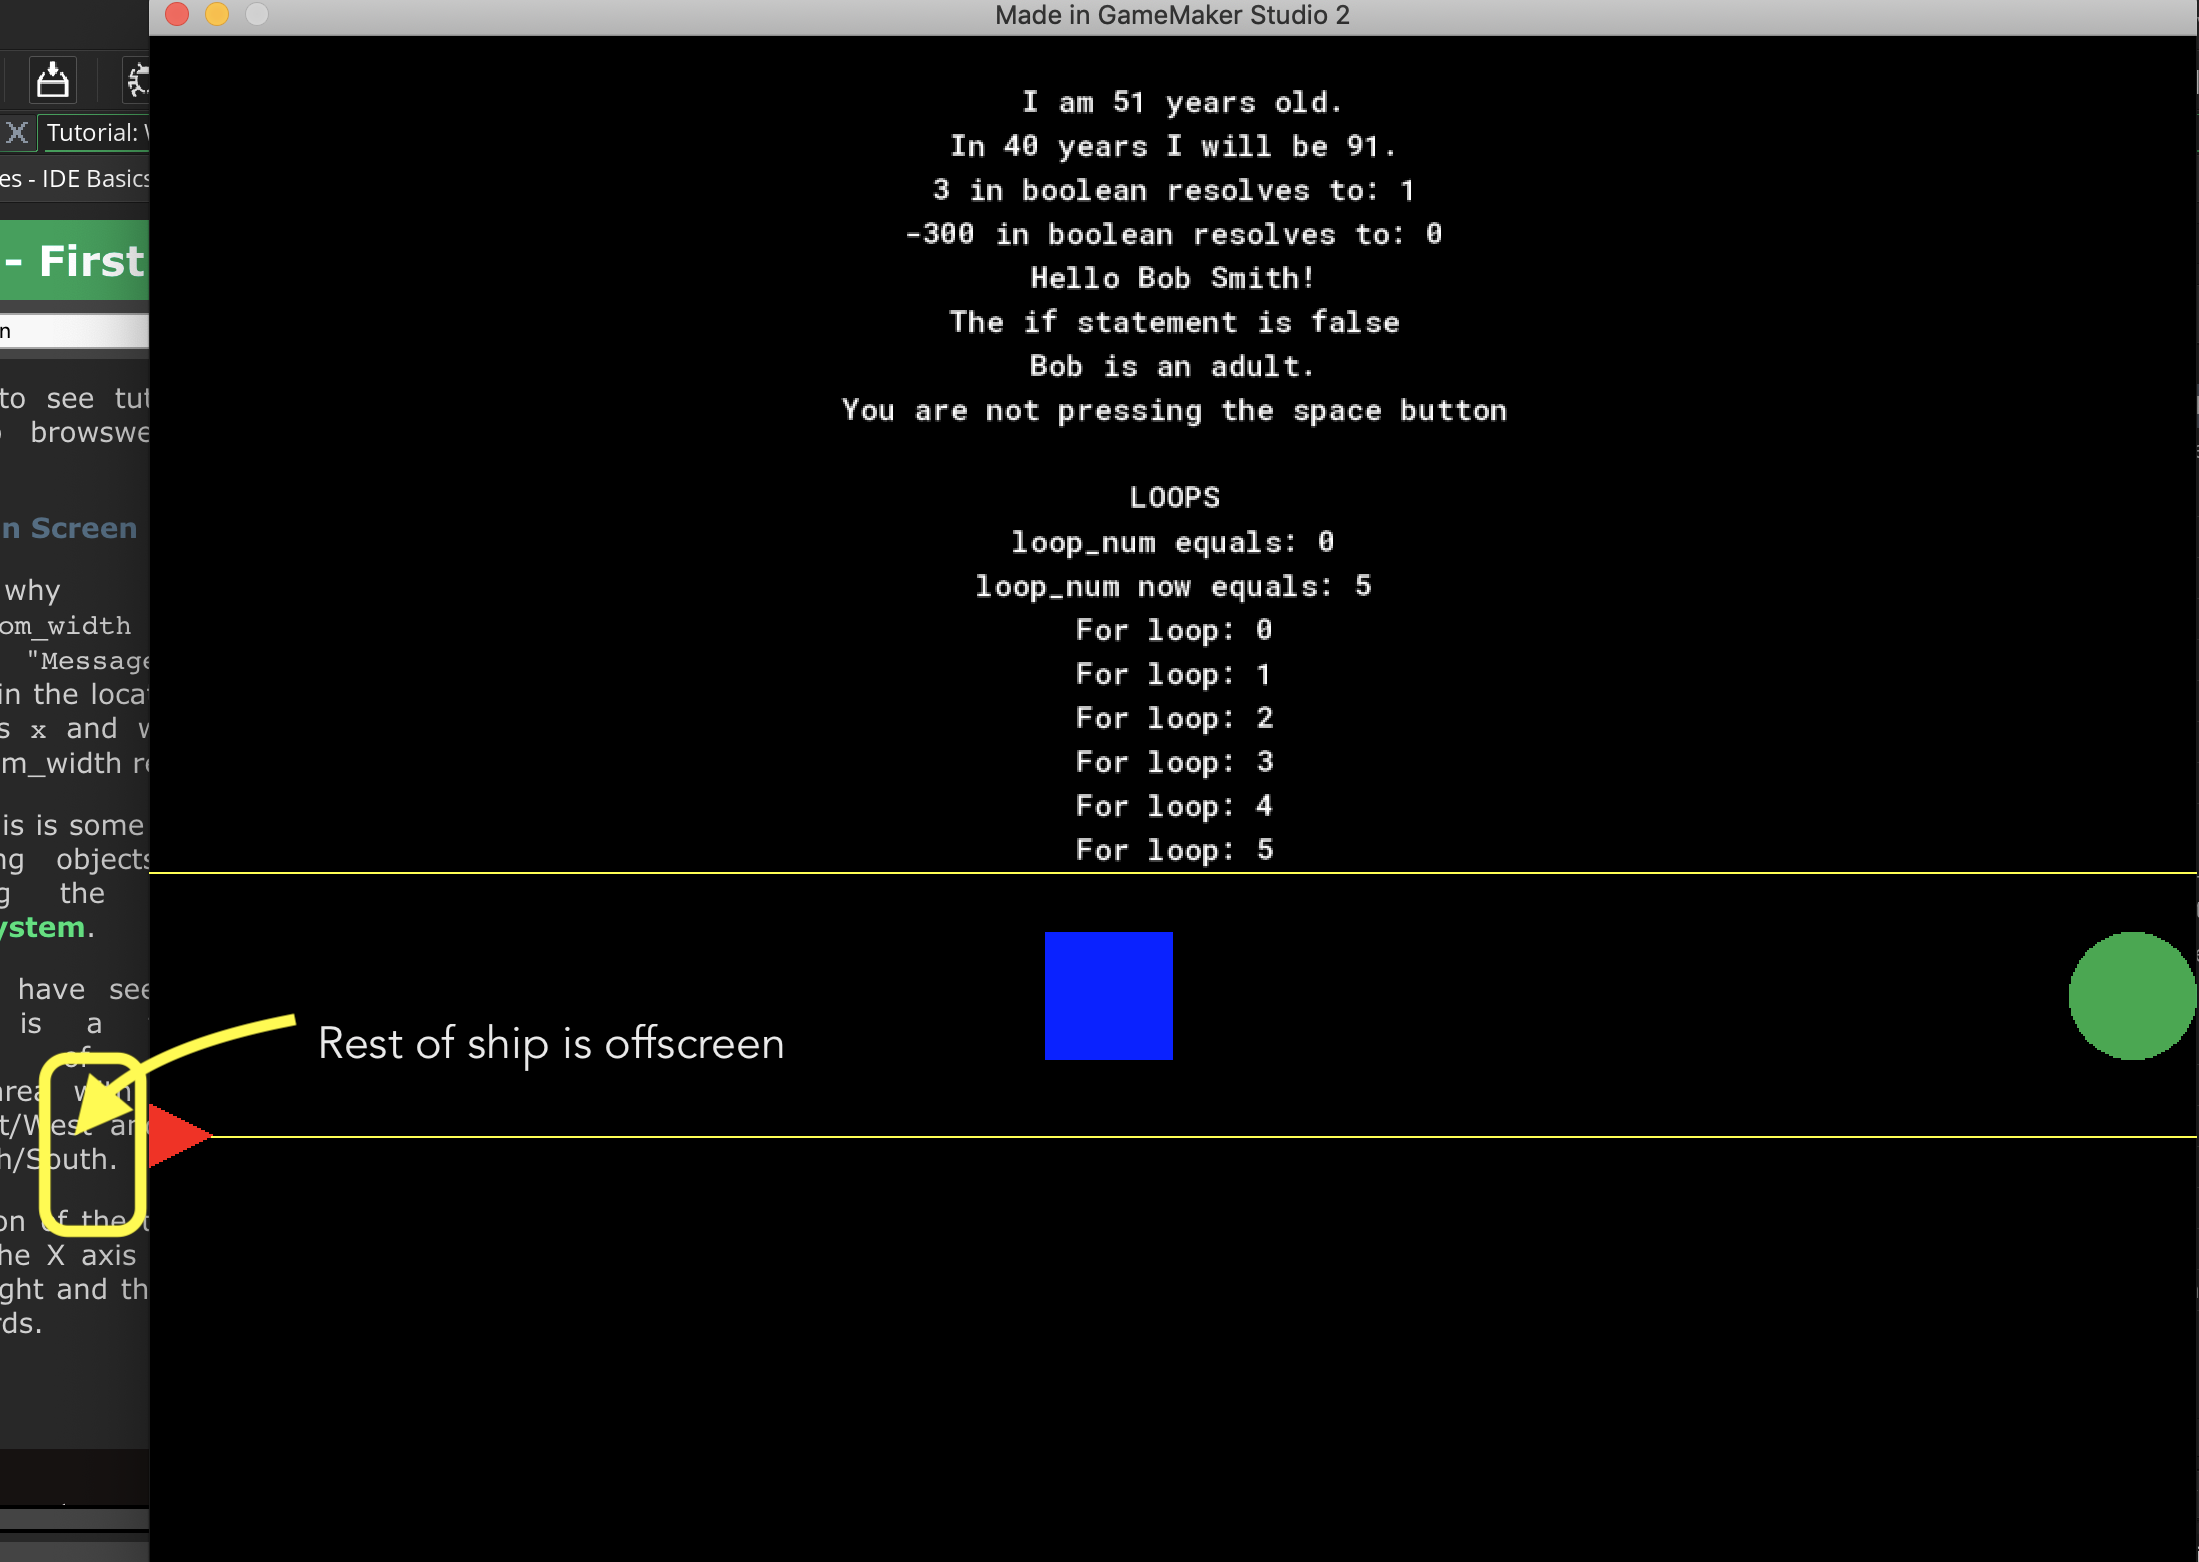 Made in GameMaker Studio 2
Tutorial:
es - IDE Basics
- First
n
to see tut
browswe
n Screen
why
om_width
"Message
in the locat
s x and w
m_width re
is is some
ng objects
g the
ystem.
have see
is a
of
area with
t/West and
h/South.
on of the t
he X axis
ght and th
rds.
I am 51 years old.
In 40 years I will be 91.
3 in boolean resolves to: 1
-300 in boolean resolves to: 0
Hello Bob Smith!
The if statement is false
Bob is an adult.
You are not pressing the space button
LOOPS
loop_num equals: 0
loop_num now equals: 5
For loop: 0
For loop: 1
For loop: 2
For loop: 3
For loop: 4
For loop: 5
Rest of ship is offscreen